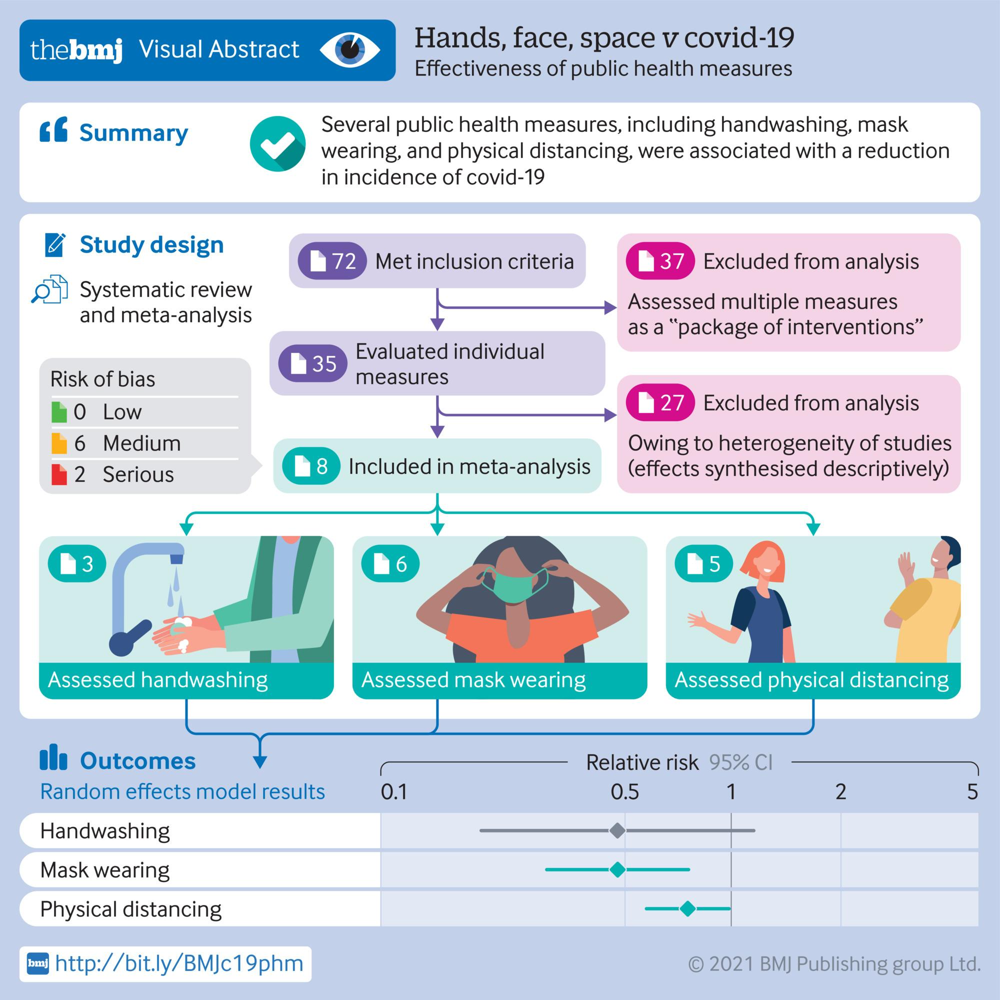 thebmj Visual Abstract
Hands, face, space v covid-19
Effectiveness of public health measures
Summary
Several public health measures, including handwashing, mask
wearing, and physical distancing, were associated with a reduction
in incidence of covid-19
Study design
Systematic review
and meta-analysis
72 Met inclusion criteria
37 Excluded from analysis
Assessed multiple measures
as a “package of interventions”
35 Evaluated individual
measures
27 Excluded from analysis
Owing to heterogeneity of studies
(effects synthesised descriptively)
Risk of bias
0 Low
6 Medium
2 Serious
8 Included in meta-analysis
3
Assessed handwashing
6
Assessed mask wearing
5
Assessed physical distancing
Outcomes
Random effects model results
Relative risk 95% CI
0.1 0.5 1 2 5
Handwashing
Mask wearing
Physical distancing
bmj http://bit.ly/BMJc19phm
© 2021 BMJ Publishing group Ltd.